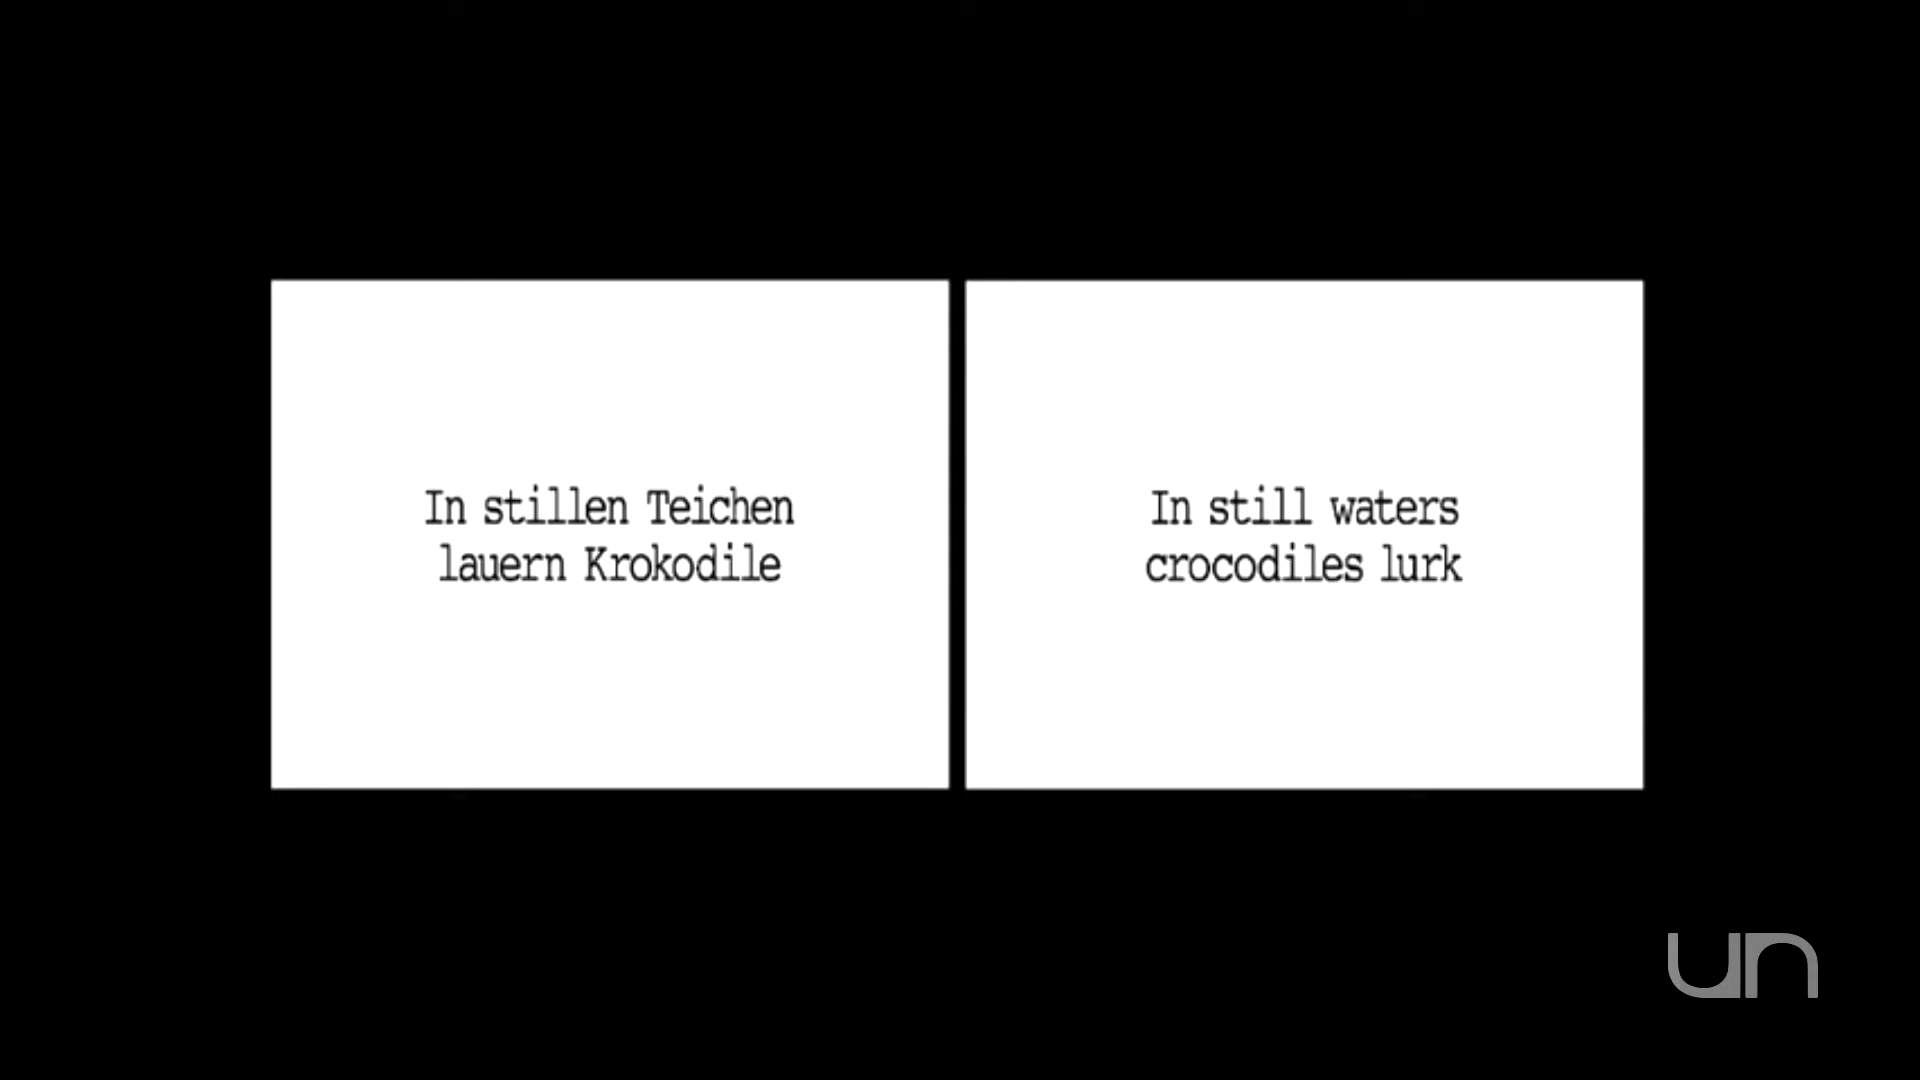 In stillen Teichen
lauern Krokodile
In still waters
crocodiles lurk
un